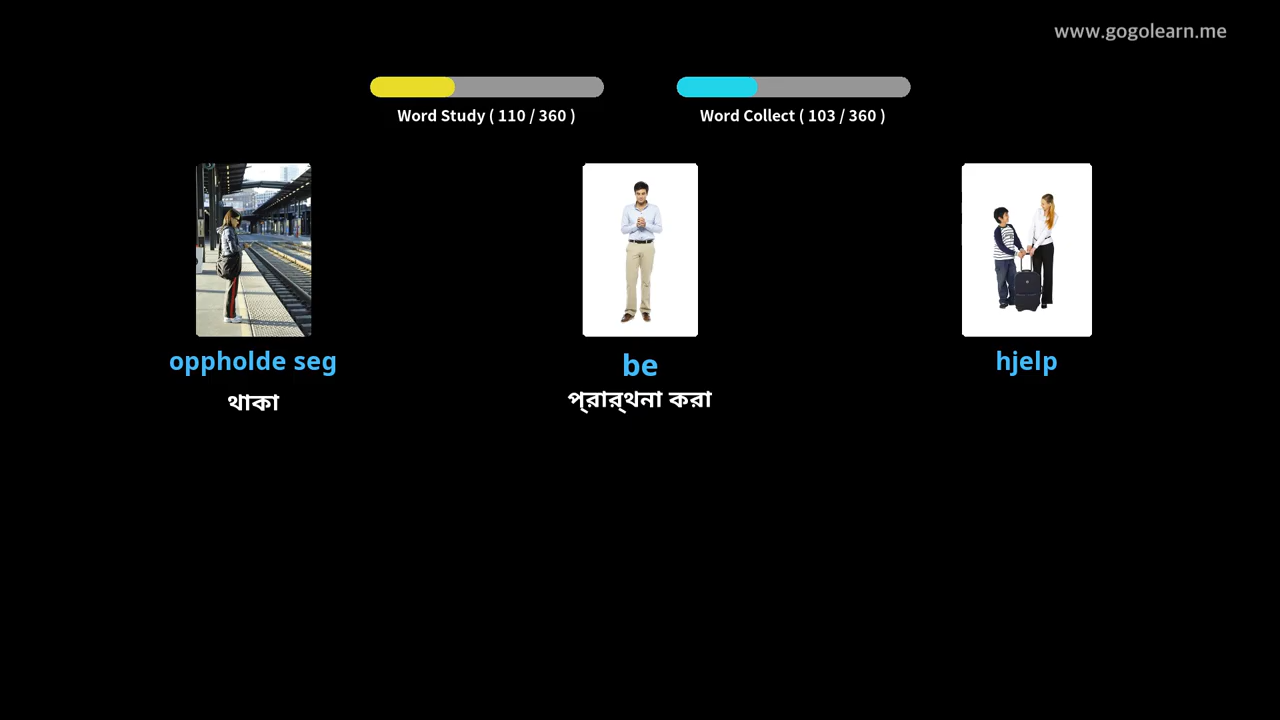 www.gogolearn.me
Word Study ( 110 / 360 )
Word Collect ( 103 / 360 )
oppholde seg
be
hjelp
থাকা
প্রার্থনা করা